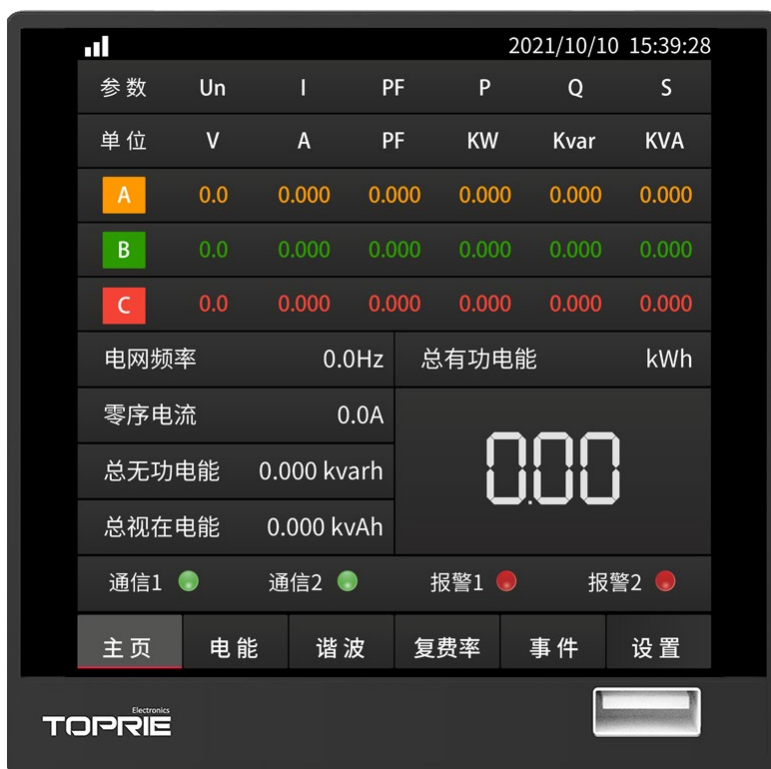 2021/10/10 15:39:28
参数 Un I PF P Q S
单位 V A PF KW Kvar KVA
A 0.0 0.000 0.000 0.000 0.000 0.000
B 0.0 0.000 0.000 0.000 0.000 0.000
C 0.0 0.000 0.000 0.000 0.000 0.000
电网频率 0.0Hz 总有功电能 kWh
零序电流 0.0A
0.00
总无功电能 0.000 kvarh
总视在电能 0.000 kvAh
通信1 通信2 报警1 报警2
主页 电能 谐波 复费率 事件 设置
Electronics
TOPRIE